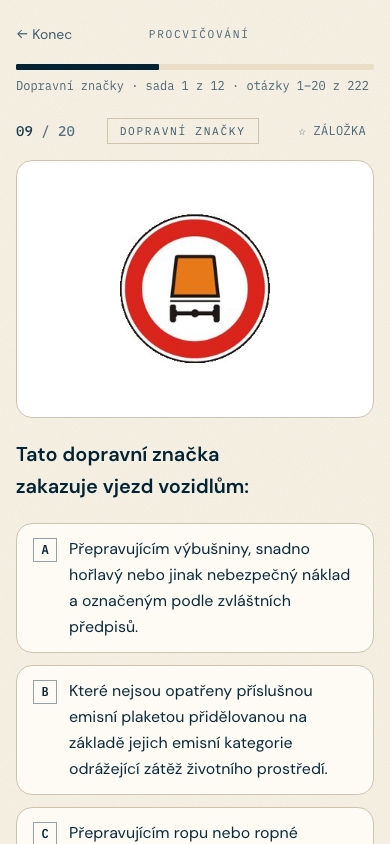 ← Konec
PROCVIČOVÁNÍ
Dopravní značky · sada 1 z 12 · otázky 1–20 z 222
09 / 20
DOPRAVNÍ ZNAČKY
☆ ZÁLOŽKA
Tato dopravní značka
zakazuje vjezd vozidlům:
A
Přepravujícím výbušniny, snadno
hořlavý nebo jinak nebezpečný náklad
a označeným podle zvláštních
předpisů.
B
Které nejsou opatřeny příslušnou
emisní plaketou přidělovanou na
základě jejich emisní kategorie
odrážející zátěž životního prostředí.
C
Přepravujícím ropu nebo ropné